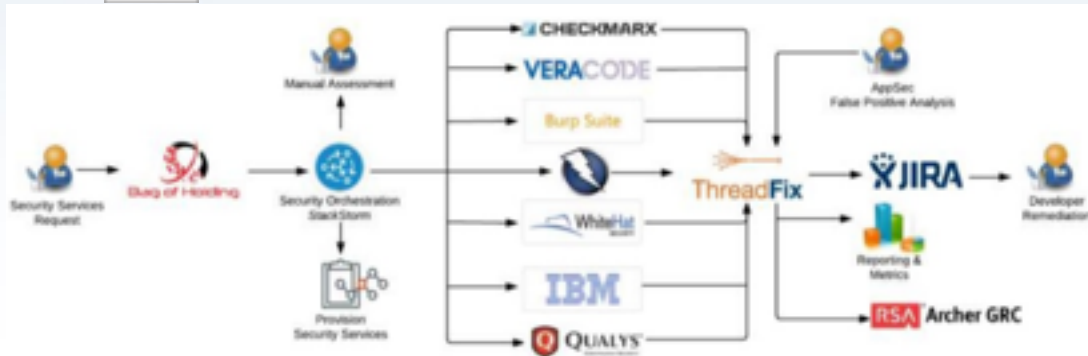 Security Services
Request
Bag of Holding
Manual Assessment
Security Orchestration
StackStorm
Provision
Security Services
CHECKMARX
VERACODE
Burp Suite
WhiteHat
SECURITY
IBM
QUALYS
ThreadFix
AppSec
False Positive Analysis
JIRA
Developer
Remediation
Reporting &
Metrics
RSA Archer GRC